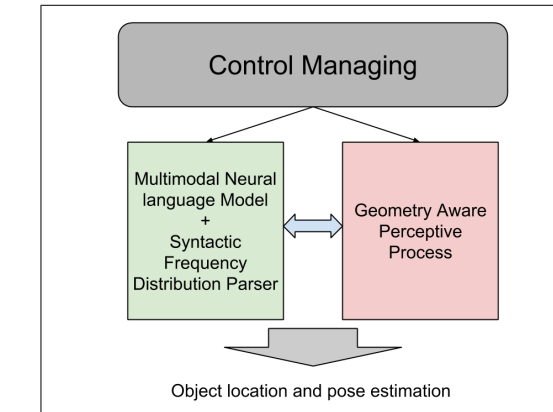 Control Managing
Multimodal Neural
language Model
+
Syntactic
Frequency
Distribution Parser
Geometry Aware
Perceptive
Process
Object location and pose estimation